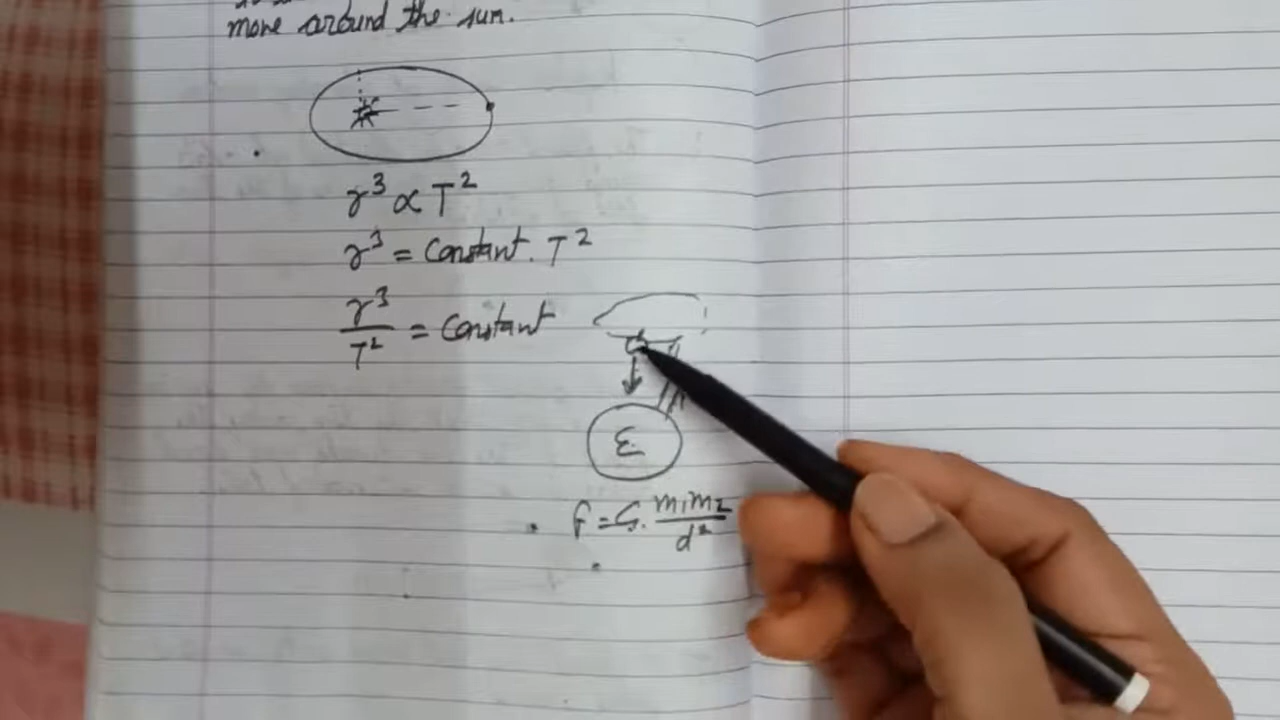 move around the sun.
r³ ∝ T²
r³ = Constant. T²
r³/T² = Constant
E
F = G. m₁m₂/d²